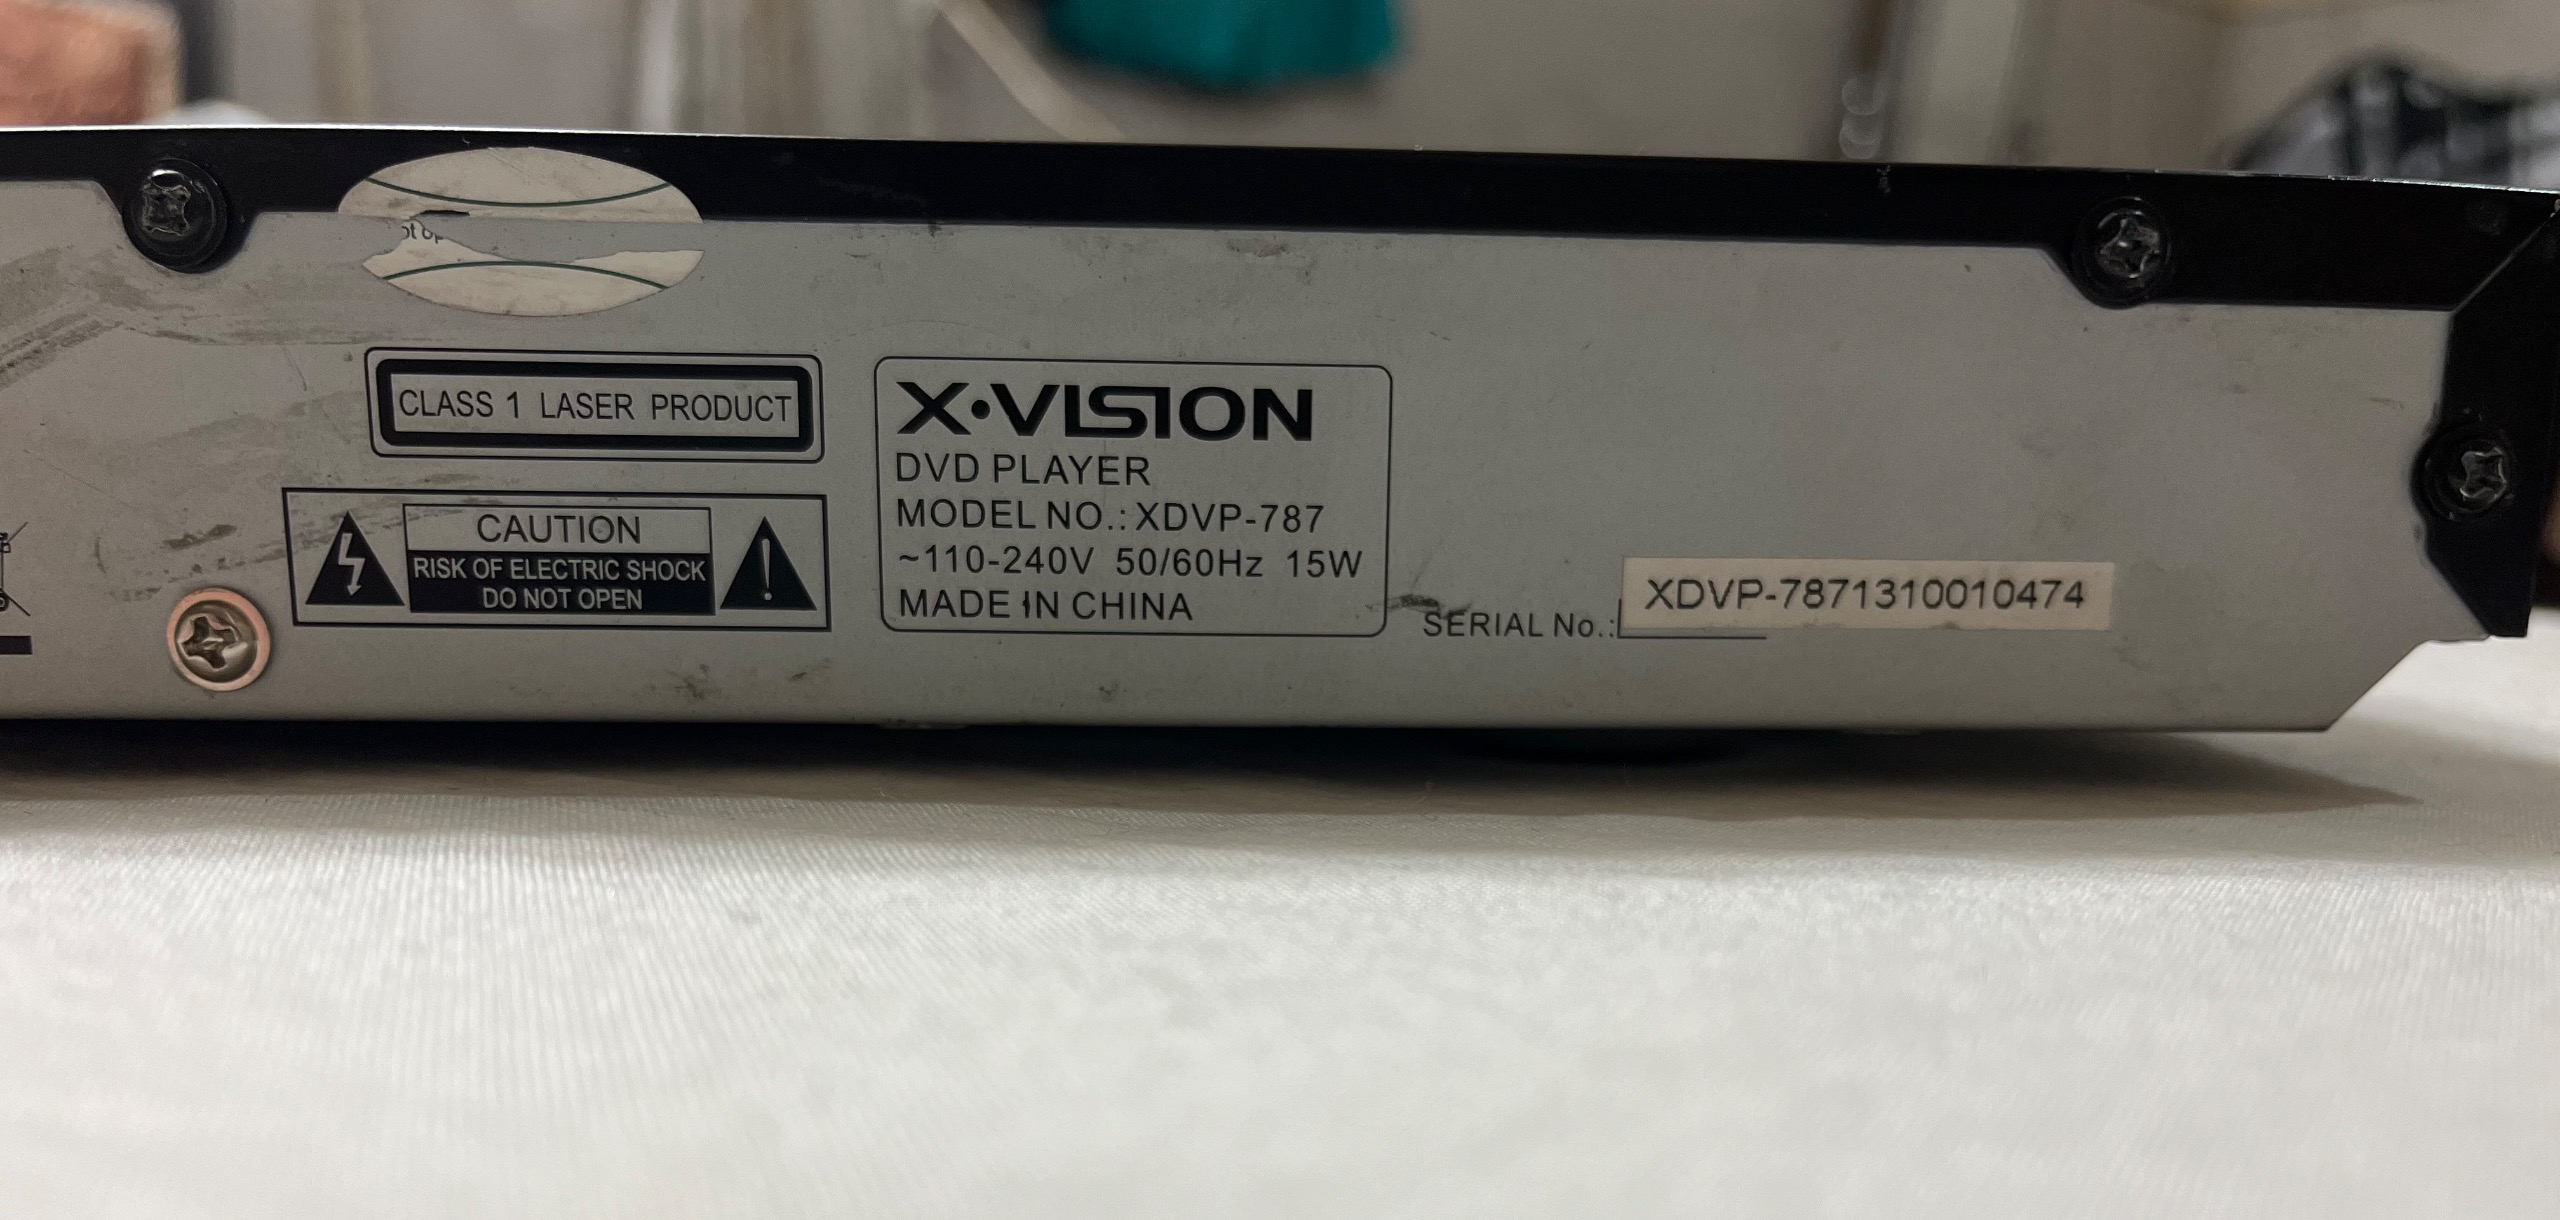 CLASS 1 LASER PRODUCT
CAUTION
RISK OF ELECTRIC SHOCK
DO NOT OPEN
X·VISION
DVD PLAYER
MODEL NO.: XDVP-787
~110-240V 50/60Hz 15W
MADE IN CHINA
SERIAL No.:
XDVP-7871310010474